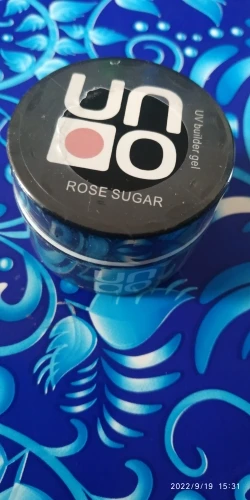 UNO
ROSE SUGAR
UV builder gel
2022/9/19 15:31